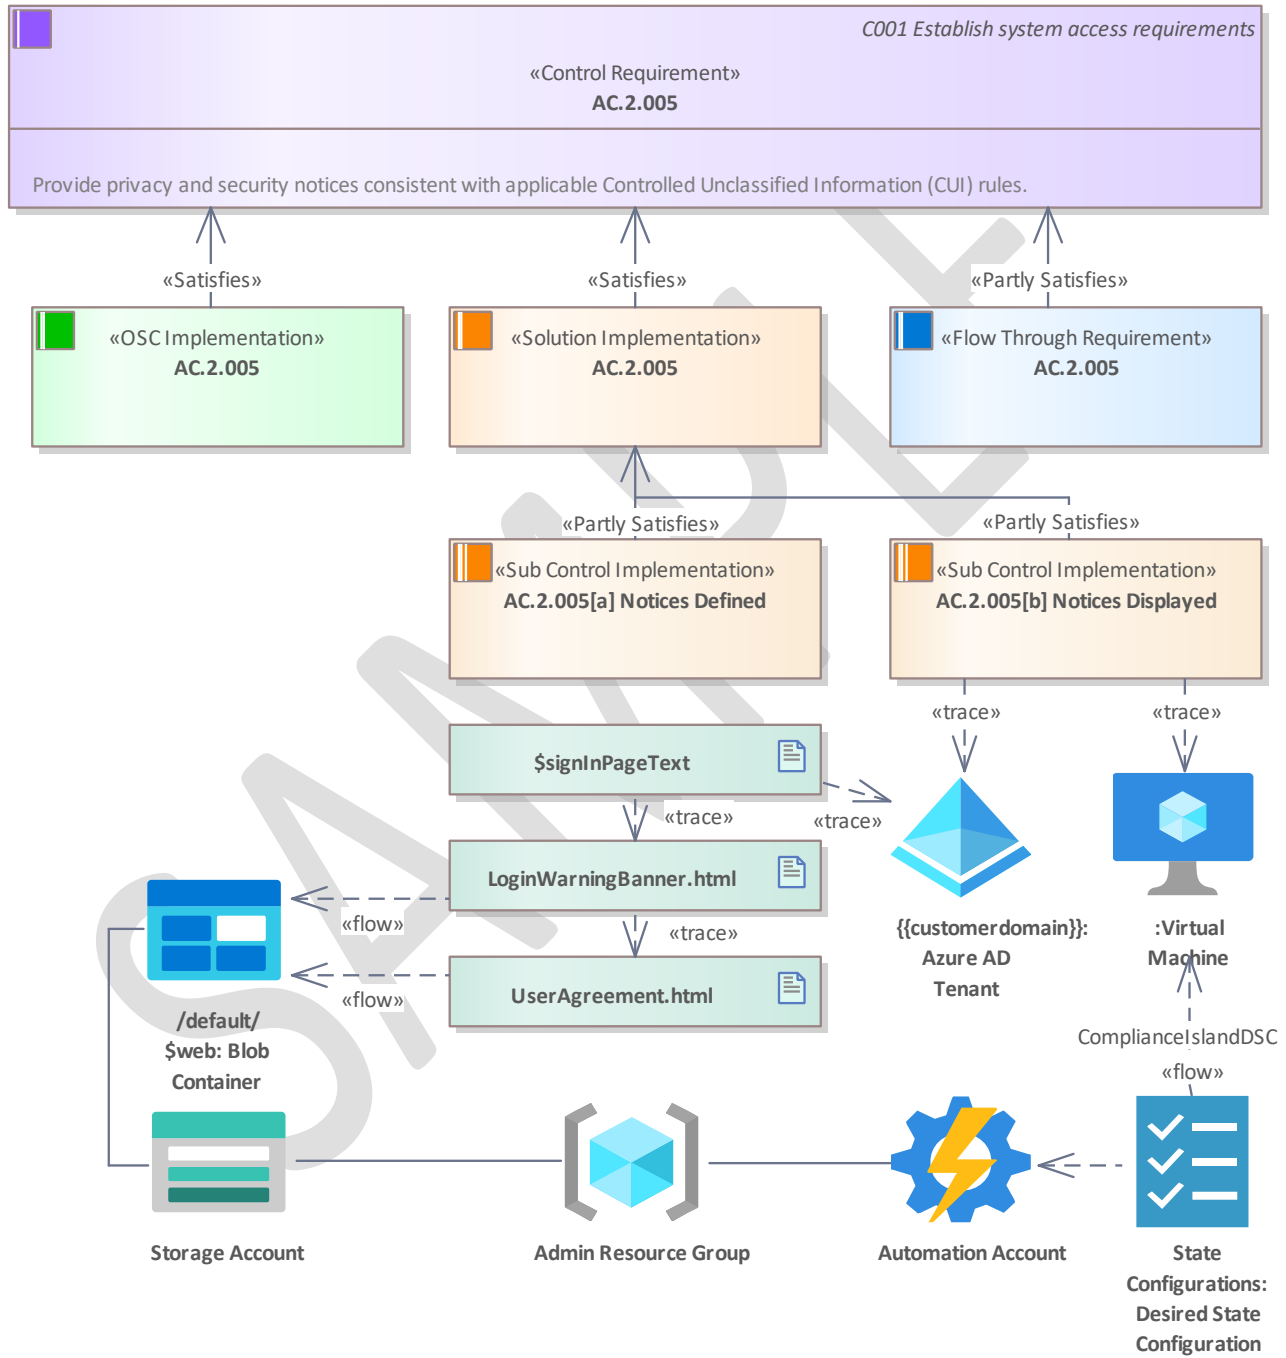 C001 Establish system access requirements
«Control Requirement»
AC.2.005
Provide privacy and security notices consistent with applicable Controlled Unclassified Information (CUI) rules.
«Satisfies»
«Satisfies»
«Partly Satisfies»
«OSC Implementation»
AC.2.005
«Solution Implementation»
AC.2.005
«Flow Through Requirement»
AC.2.005
«Partly Satisfies»
«Partly Satisfies»
«Sub Control Implementation»
AC.2.005[a] Notices Defined
«Sub Control Implementation»
AC.2.005[b] Notices Displayed
«trace»
«trace»
$signInPageText
«trace»
«trace»
LoginWarningBanner.html
«flow»
«trace»
{{customerdomain}}:
Azure AD
Tenant
:Virtual
Machine
UserAgreement.html
«flow»
/default/
$web: Blob
Container
ComplianceIslandDSC
«flow»
Storage Account
Admin Resource Group
Automation Account
State
Configurations:
Desired State
Configuration
SAMPLE